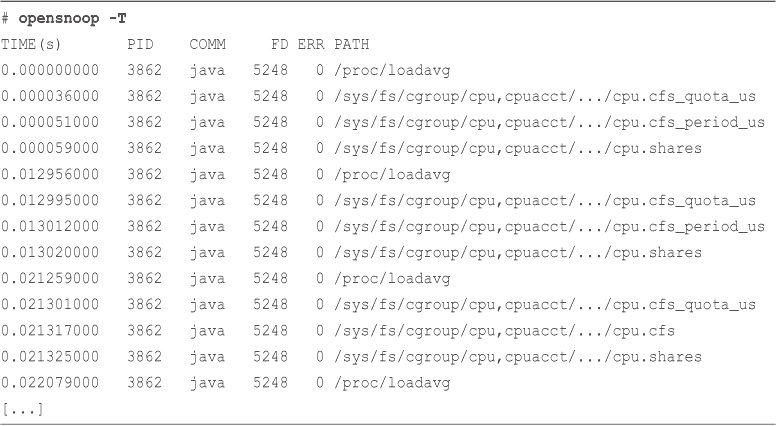 # opensnoop -T
TIME(s) PID COMM FD ERR PATH
0.000000000 3862 java 5248 0 /proc/loadavg
0.000036000 3862 java 5248 0 /sys/fs/cgroup/cpu,cpuacct/.../cpu.cfs_quota_us
0.000051000 3862 java 5248 0 /sys/fs/cgroup/cpu,cpuacct/.../cpu.cfs_period_us
0.000059000 3862 java 5248 0 /sys/fs/cgroup/cpu,cpuacct/.../cpu.shares
0.012956000 3862 java 5248 0 /proc/loadavg
0.012995000 3862 java 5248 0 /sys/fs/cgroup/cpu,cpuacct/.../cpu.cfs_quota_us
0.013012000 3862 java 5248 0 /sys/fs/cgroup/cpu,cpuacct/.../cpu.cfs_period_us
0.013020000 3862 java 5248 0 /sys/fs/cgroup/cpu,cpuacct/.../cpu.shares
0.021259000 3862 java 5248 0 /proc/loadavg
0.021301000 3862 java 5248 0 /sys/fs/cgroup/cpu,cpuacct/.../cpu.cfs_quota_us
0.021317000 3862 java 5248 0 /sys/fs/cgroup/cpu,cpuacct/.../cpu.cfs
0.021325000 3862 java 5248 0 /sys/fs/cgroup/cpu,cpuacct/.../cpu.shares
0.022079000 3862 java 5248 0 /proc/loadavg
[...]